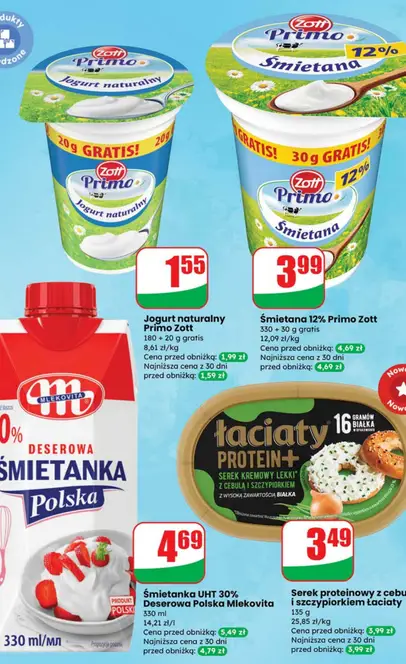 dukty
dzone
Zott
Primo
Jogurt naturalny
20g GRATIS! 20g
Zott
Primo
Jogurt naturalny
Zott
Primo
12%
Śmietana
GRATIS! 30g GRATIS!
Zott
Primo 12%
Śmietana
1 55
3 99
Jogurt naturalny
Primo Zott
180 + 20 g gratis
8,61 zł/kg
Cena przed obniżką: 1,99 zł
Najniższa cena z 30 dni
przed obniżką: 1,59 zł
Śmietana 12% Primo Zott
330 + 30 g gratis
12,09 zł/kg
Cena przed obniżką: 4,69 zł
Najniższa cena z 30 dni
przed obniżką: 4,69 zł
MLEKOVITA
0%
DESEROWA
ŚMIETANKA
Polska
PRODUKT
POLSKI
330 ml/
łaciaty
PROTEIN+
SEREK KREMOWY LEKKI
Z CEBULĄ I SZCZYPIORKIEM
Z WYSOKĄ ZAWARTOŚCIĄ BIAŁKA
16 GRAMÓW
BIAŁKA
W OPAKOWANIU
4 69
3 49
Śmietanka UHT 30%
Deserowa Polska Mlekovita
330 ml
14,21 zł/l
Cena przed obniżką: 5,49 zł
Najniższa cena z 30 dni
przed obniżką: 4,79 zł
Serek proteinowy z cebu
i szczypiorkiem Łaciaty
135 g
25,85 zł/kg
Cena przed obniżką: 3,99 zł
Najniższa cena z 30 dni
przed obniżką: 3,99 zł